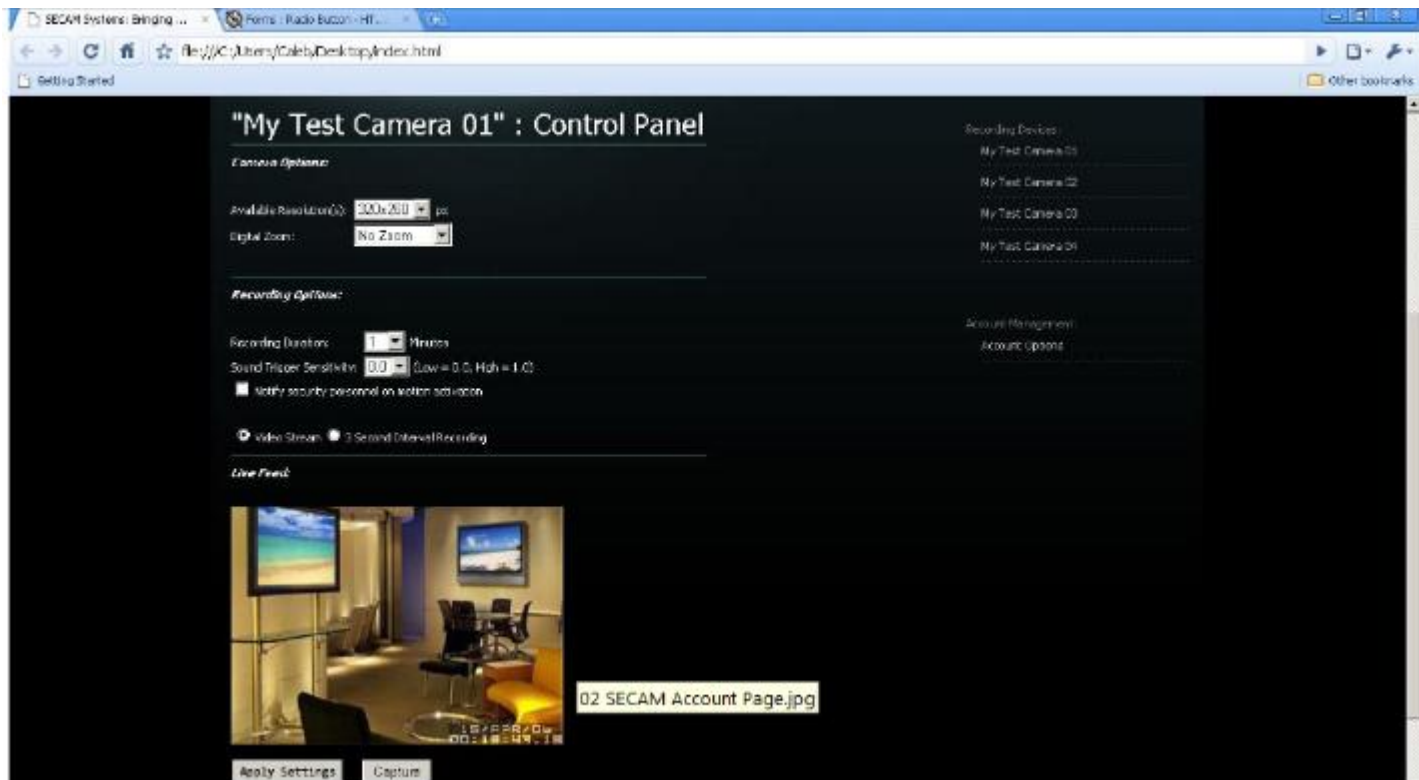 SECAM Systems: Bringing ...
Forms : Radio Button - HT...
file:///C:/Users/Caleb/Desktop/index.html
Getting Started
Other bookmarks
"My Test Camera 01" : Control Panel
Camera Options:
Available Resolution(s): 320x260 px
Digital Zoom: No Zoom
Recording Options:
Recording Duration: 1 Minutes
Sound Trigger Sensitivity: 0.0 (Low = 0.0, High = 1.0)
Notify security personnel on motion activation
Video Stream 3 Second Interval Recording
Live Feed:
02 SECAM Account Page.jpg
Apply Settings Capture
Recording Devices:
My Test Camera 01
My Test Camera 02
My Test Camera 03
My Test Camera 04
Account Management
Account Options